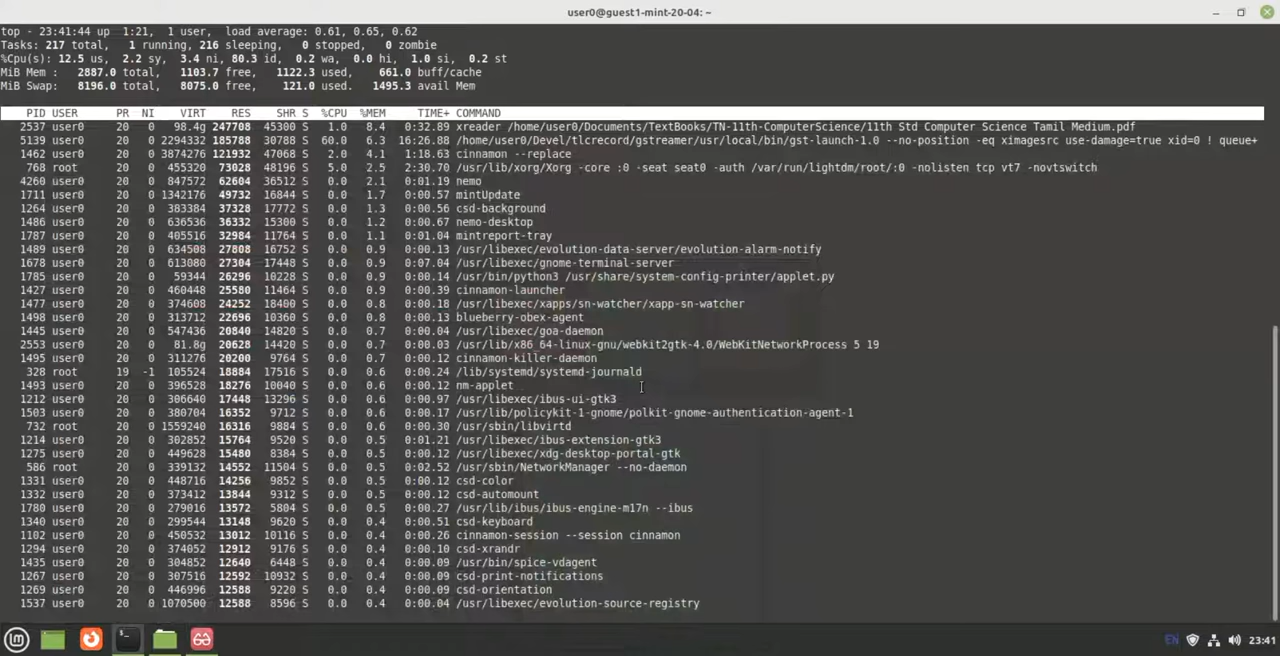 user0@guest1-mint-20-04: ~
top - 23:41:44 up  1:21,  1 user,  load average: 0.61, 0.65, 0.62
Tasks: 217 total,   1 running, 216 sleeping,   0 stopped,   0 zombie
%Cpu(s): 12.5 us,  2.2 sy,  3.4 ni, 80.3 id,  0.2 wa,  0.0 hi,  1.0 si,  0.2 st
MiB Mem :   2887.0 total,   1103.7 free,   1122.3 used,    661.0 buff/cache
MiB Swap:   8196.0 total,   8075.0 free,    121.0 used.   1495.3 avail Mem
PID USER      PR  NI    VIRT    RES    SHR S  %CPU  %MEM     TIME+ COMMAND
2537 user0     20   0   98.4g 247708  45300 S   1.0   8.4   0:32.89 xreader /home/user0/Documents/TextBooks/TN-11th-ComputerScience/11th Std Computer Science Tamil Medium.pdf
5139 user0     20   0 2294332 185788  30788 S  60.0   6.3  16:26.88 /home/user0/Devel/tlcrecord/gstreamer/usr/local/bin/gst-launch-1.0 --no-position -eq ximagesrc use-damage=true xid=0 ! queue+
1462 user0     20   0 3874276 121932  47068 S   2.0   4.1   1:18.63 cinnamon --replace
768 root      20   0  455320  73028  48196 S   5.0   2.5   2:30.70 /usr/lib/xorg/Xorg -core :0 -seat seat0 -auth /var/run/lightdm/root/:0 -nolisten tcp vt7 -novtswitch
4260 user0     20   0  847572  62604  36512 S   0.0   2.1   0:01.19 nemo
1711 user0     20   0 1342176  49732  16844 S   0.0   1.7   0:00.57 mintUpdate
1264 user0     20   0  383384  37328  17772 S   0.0   1.3   0:00.56 csd-background
1486 user0     20   0  636536  36332  15300 S   0.0   1.2   0:00.67 nemo-desktop
1787 user0     20   0  405516  32984  11764 S   0.0   1.1   0:01.04 mintreport-tray
1489 user0     20   0  634508  27808  16752 S   0.0   0.9   0:00.13 /usr/libexec/evolution-data-server/evolution-alarm-notify
1678 user0     20   0  613080  27304  17448 S   0.0   0.9   0:07.04 /usr/libexec/gnome-terminal-server
1785 user0     20   0   59344  26296  10228 S   0.0   0.9   0:00.14 /usr/bin/python3 /usr/share/system-config-printer/applet.py
1427 user0     20   0  460448  25580  11464 S   0.0   0.9   0:00.39 cinnamon-launcher
1477 user0     20   0  374608  24252  18400 S   0.0   0.8   0:00.18 /usr/libexec/xapps/sn-watcher/xapp-sn-watcher
1498 user0     20   0  313712  22696  10360 S   0.0   0.8   0:00.13 blueberry-obex-agent
1445 user0     20   0  547436  20840  14820 S   0.0   0.7   0:00.04 /usr/libexec/goa-daemon
2553 user0     20   0   81.8g  20628  14420 S   0.0   0.7   0:00.03 /usr/lib/x86_64-linux-gnu/webkit2gtk-4.0/WebKitNetworkProcess 5 19
1495 user0     20   0  311276  20200   9764 S   0.0   0.7   0:00.12 cinnamon-killer-daemon
328 root      19  -1  105524  18884  17516 S   0.0   0.6   0:00.24 /lib/systemd/systemd-journald
1493 user0     20   0  396528  18276  10040 S   0.0   0.6   0:00.12 nm-applet
1212 user0     20   0  306640  17448  13296 S   0.0   0.6   0:00.97 /usr/libexec/ibus-ui-gtk3
1503 user0     20   0  380704  16352   9712 S   0.0   0.6   0:00.17 /usr/lib/policykit-1-gnome/polkit-gnome-authentication-agent-1
732 root      20   0 1559240  16316   9884 S   0.0   0.6   0:00.30 /usr/sbin/libvirtd
1214 user0     20   0  302852  15764   9520 S   0.0   0.5   0:01.21 /usr/libexec/ibus-extension-gtk3
1275 user0     20   0  449628  15480   8384 S   0.0   0.5   0:00.12 /usr/libexec/xdg-desktop-portal-gtk
586 root      20   0  339132  14552  11504 S   0.0   0.5   0:02.52 /usr/sbin/NetworkManager --no-daemon
1331 user0     20   0  448716  14256   9852 S   0.0   0.5   0:00.12 csd-color
1332 user0     20   0  373412  13844   9312 S   0.0   0.5   0:00.12 csd-automount
1780 user0     20   0  279016  13572   5804 S   0.0   0.5   0:00.27 /usr/lib/ibus/ibus-engine-m17n --ibus
1340 user0     20   0  299544  13148   9620 S   0.0   0.4   0:00.51 csd-keyboard
1102 user0     20   0  450532  13012  10116 S   0.0   0.4   0:00.26 cinnamon-session --session cinnamon
1294 user0     20   0  374052  12912   9176 S   0.0   0.4   0:00.10 csd-xrandr
1435 user0     20   0  304852  12640   6448 S   0.0   0.4   0:00.09 /usr/bin/spice-vdagent
1267 user0     20   0  307516  12592  10932 S   0.0   0.4   0:00.09 csd-print-notifications
1269 user0     20   0  446996  12588   9220 S   0.0   0.4   0:00.09 csd-orientation
1537 user0     20   0 1070500  12588   8596 S   0.0   0.4   0:00.04 /usr/libexec/evolution-source-registry
EN 23:41